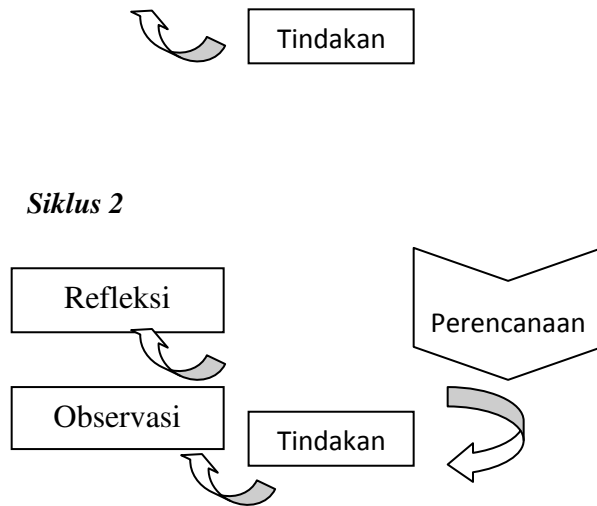 Tindakan
Siklus 2
Refleksi
Perencanaan
Observasi
Tindakan